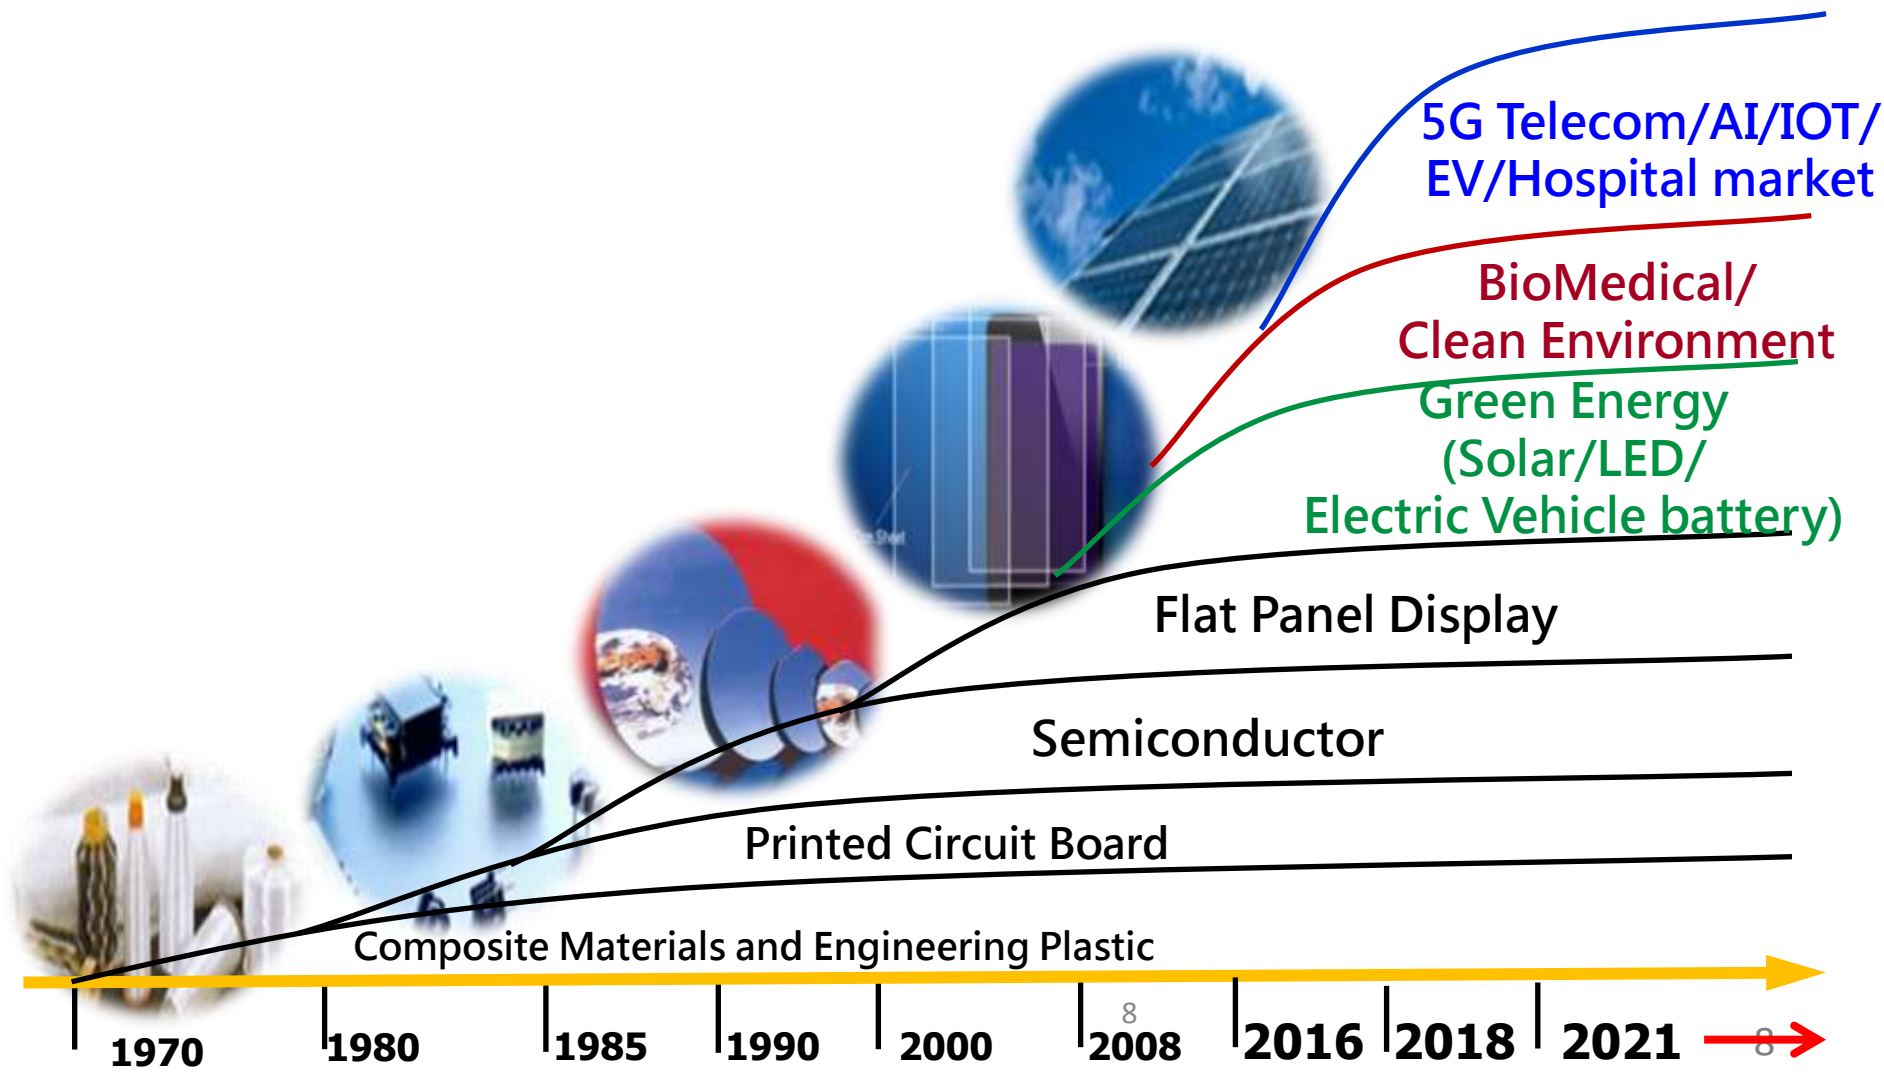 5G Telecom/AI/IOT/
EV/Hospital market
BioMedical/
Clean Environment
Green Energy
(Solar/LED/
Electric Vehicle battery)
Flat Panel Display
Semiconductor
Printed Circuit Board
Composite Materials and Engineering Plastic
1970 1980 1985 1990 2000 2008 2016 2018 2021
8
8